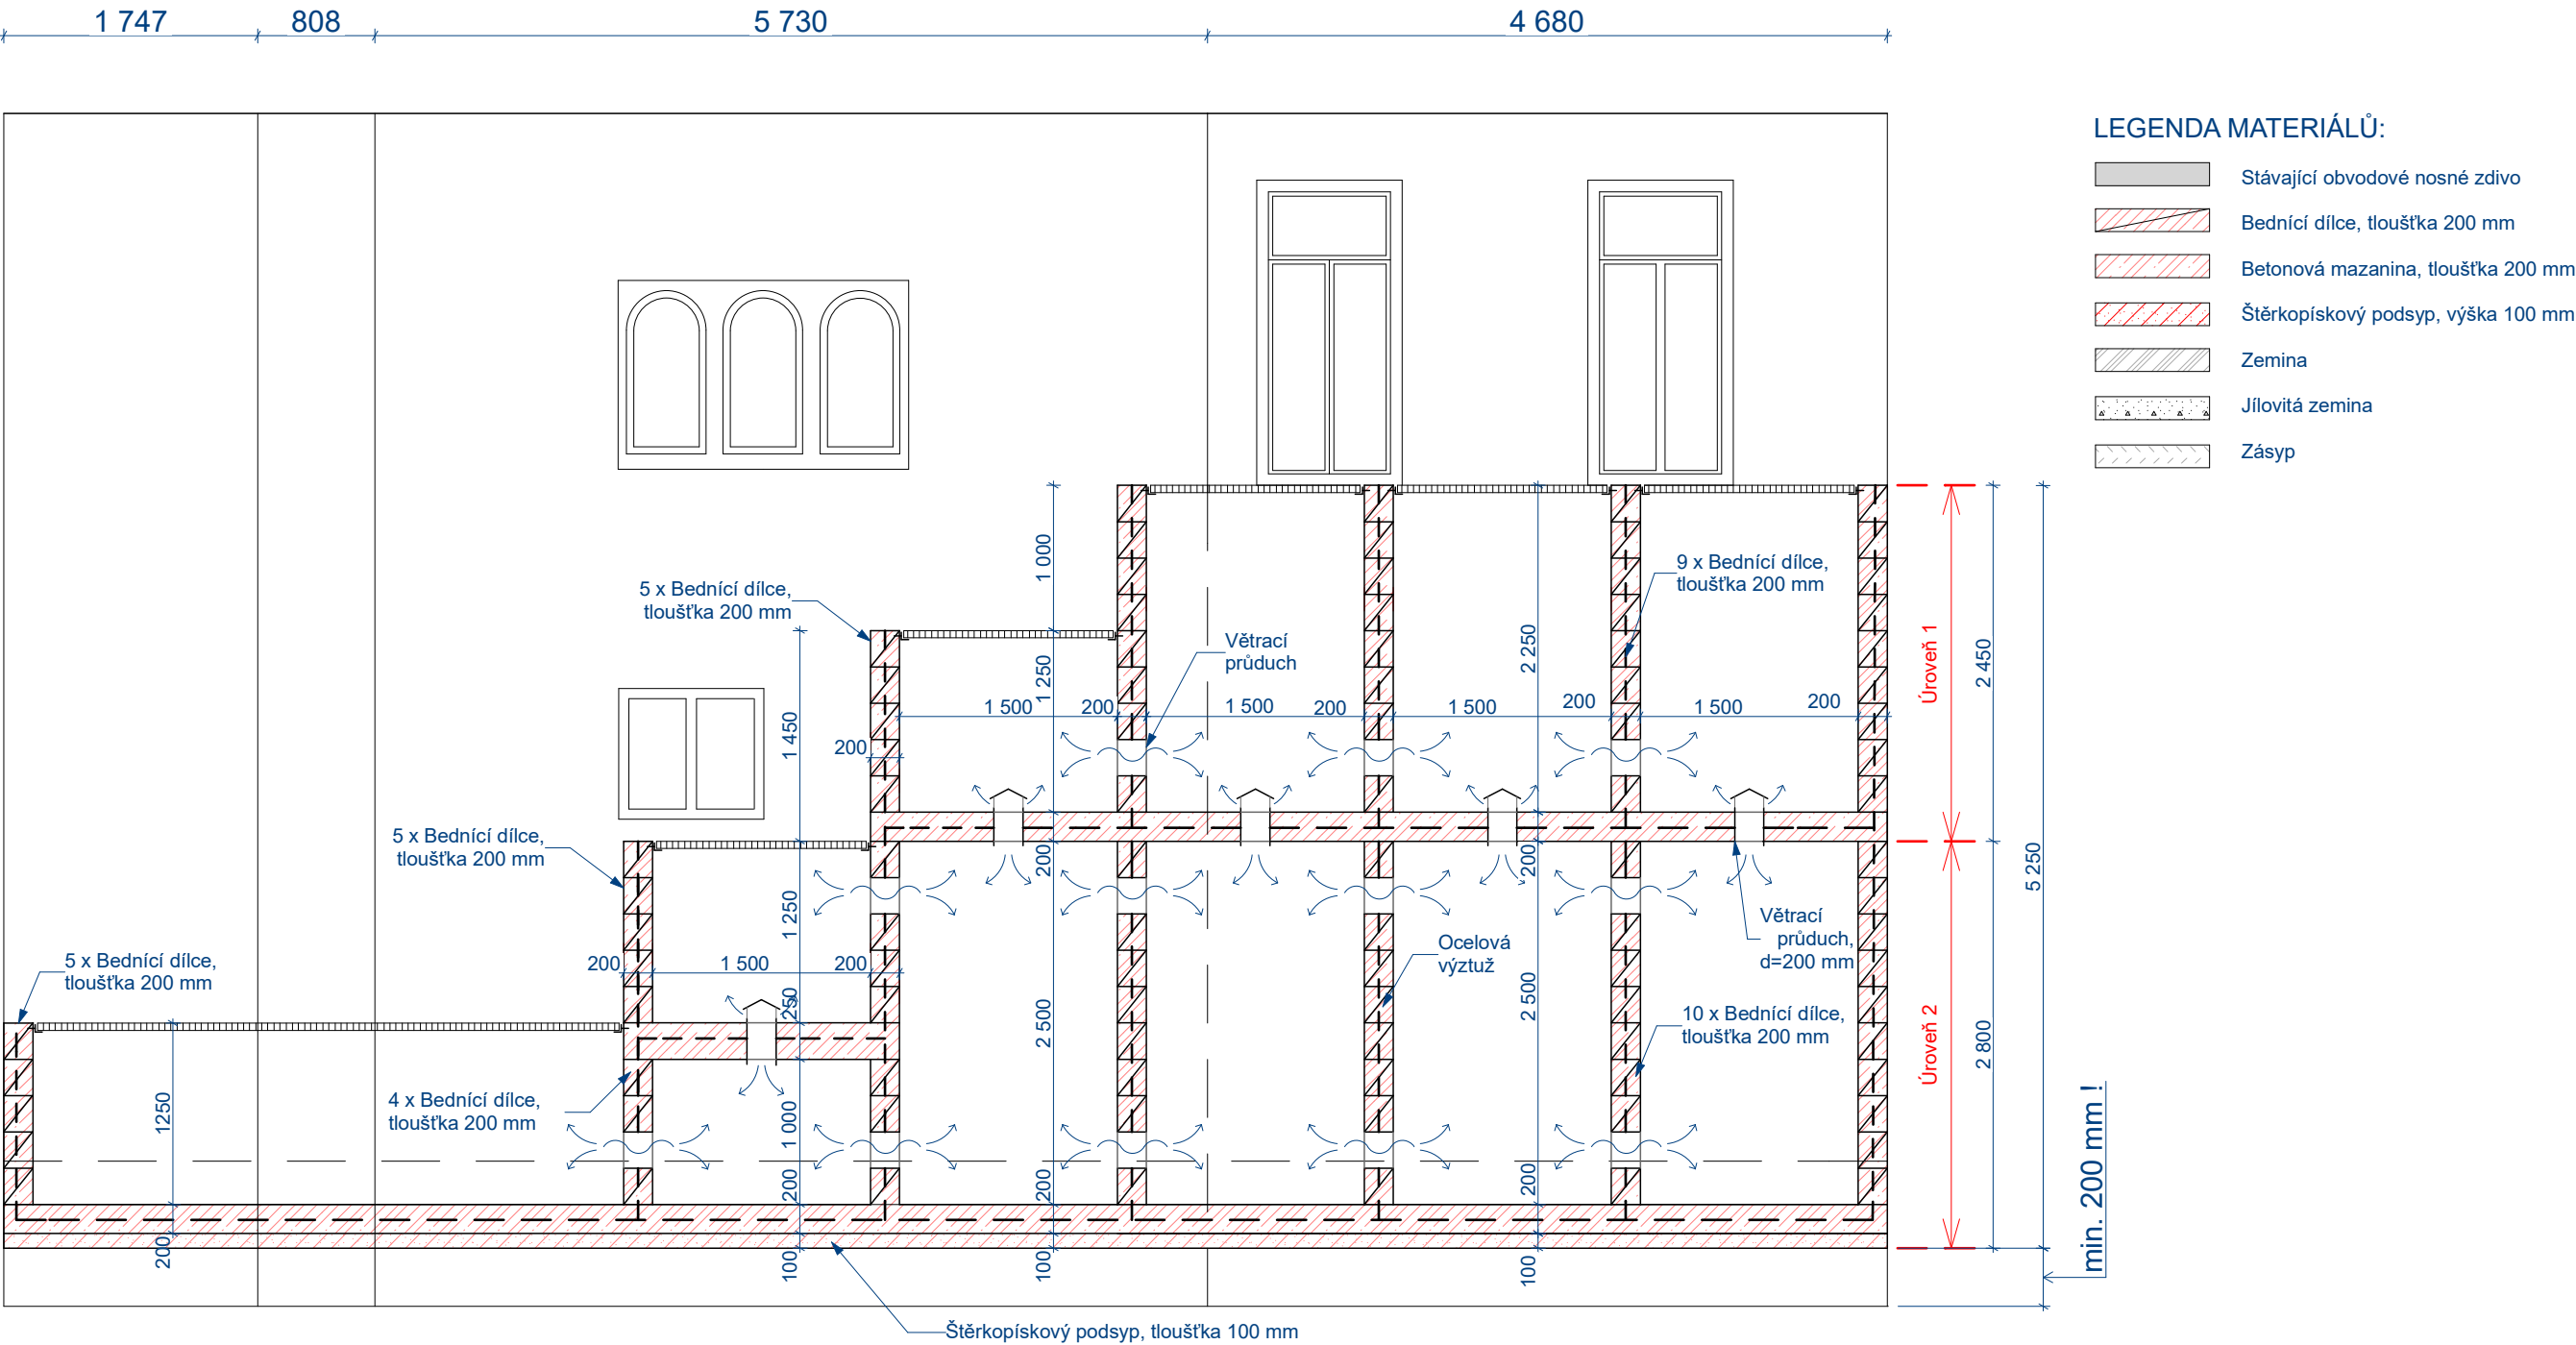 1 747
808
5 730
4 680
LEGENDA MATERIÁLŮ:
Stávající obvodové nosné zdivo
Bednící dílce, tloušťka 200 mm
Betonová mazanina, tloušťka 200 mm
Štěrkopískový podsyp, výška 100 mm
Zemina
Jílovitá zemina
Zásyp
5 x Bednící dílce,
tloušťka 200 mm
1 000
1 250
Větrací
průduch
9 x Bednící dílce,
tloušťka 200 mm
2 250
Úroveň 1
2 450
1 500
200
1 500
200
1 500
200
1 500
200
1 450
200
5 x Bednící dílce,
tloušťka 200 mm
200
200
5 250
1 250
Větrací
průduch,
d=200 mm
Ocelová
výztuž
5 x Bednící dílce,
tloušťka 200 mm
200
1 500
200
250
2 500
2 500
10 x Bednící dílce,
tloušťka 200 mm
Úroveň 2
2 800
4 x Bednící dílce,
tloušťka 200 mm
1250
1 000
200
200
200
min. 200 mm !
200
100
100
100
Štěrkopískový podsyp, tloušťka 100 mm